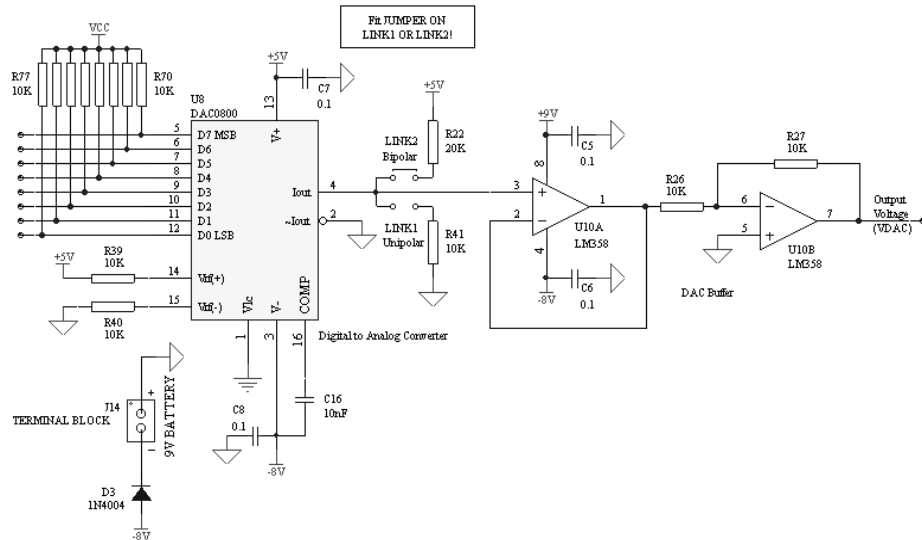 Fit JUMPER ON
LINK1 OR LINK2!
VCC
R77
10K
R70
10K
+5V
C7
0.1
13
U8
DAC0800
V+
5
D7 MSB
6
D6
7
D5
8
D4
9
D3
10
D2
11
D1
12
D0 LSB
Iout
4
~Iout
2
+5V
R39
10K
14
Vrf(+)
15
Vrf(-)
R40
10K
Vlc
V-
COMP
1
3
16
Digital to Analog Converter
C16
10nF
C8
0.1
-8V
+5V
R22
20K
LINK2
Bipolar
LINK1
Unipolar
R41
10K
+9V
C5
0.1
8
3
+
2
−
1
U10A
LM358
4
C6
0.1
-8V
R26
10K
R27
10K
6
−
5
+
7
U10B
LM358
Output
Voltage
(VDAC)
DAC Buffer
J14
+
TERMINAL BLOCK
9V BATTERY
−
D3
1N4004
-8V